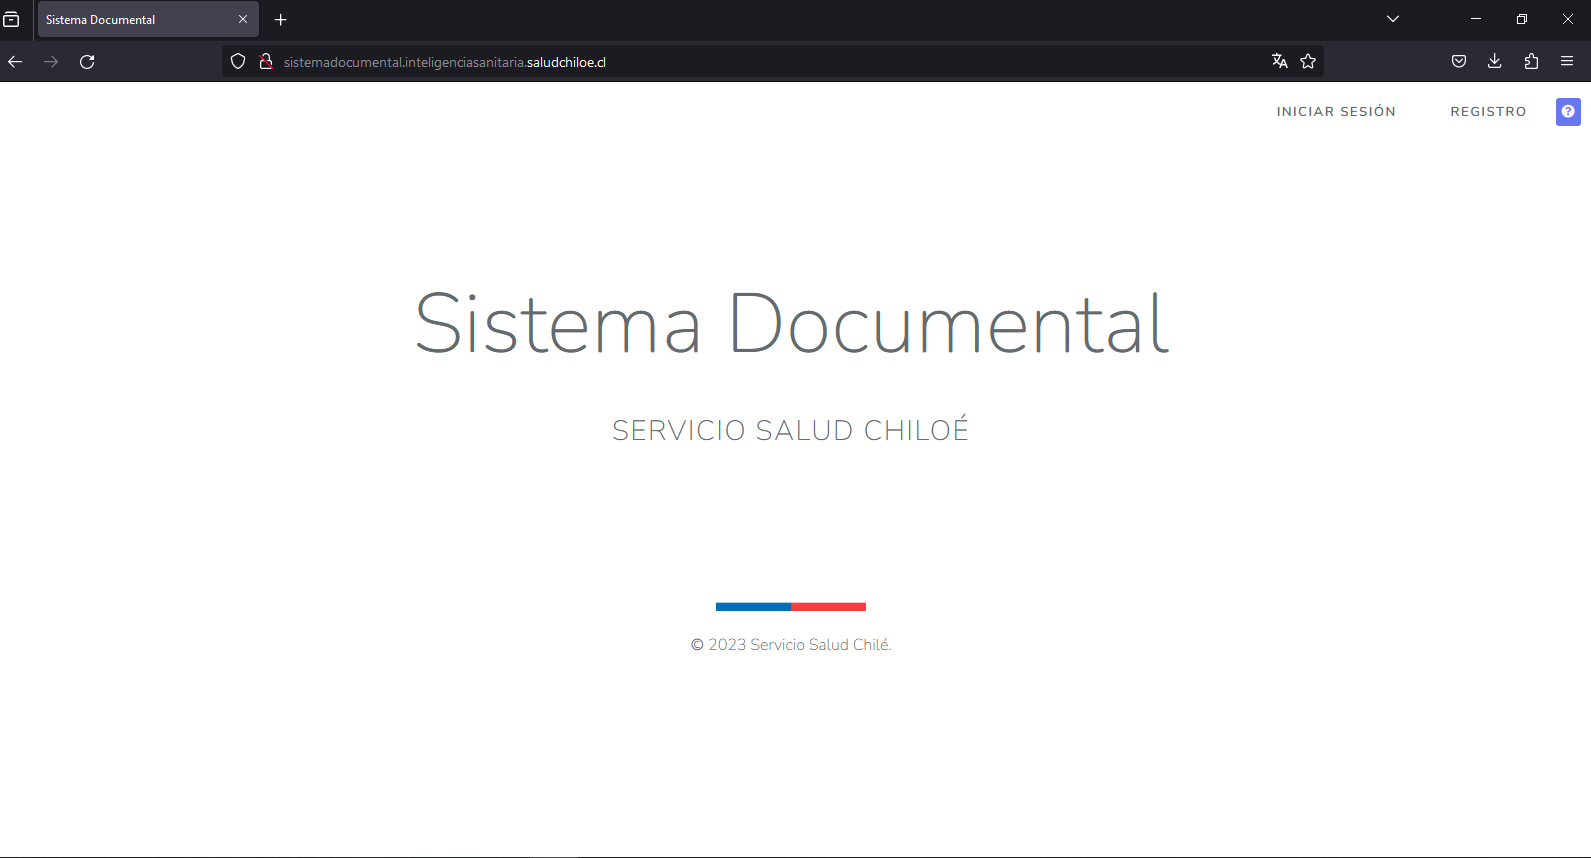 Sistema Documental
sistemadocumental.inteligenciasanitaria.saludchiloe.cl
INICIAR SESIÓN
REGISTRO
Sistema Documental
SERVICIO SALUD CHILOÉ
© 2023 Servicio Salud Chilé.